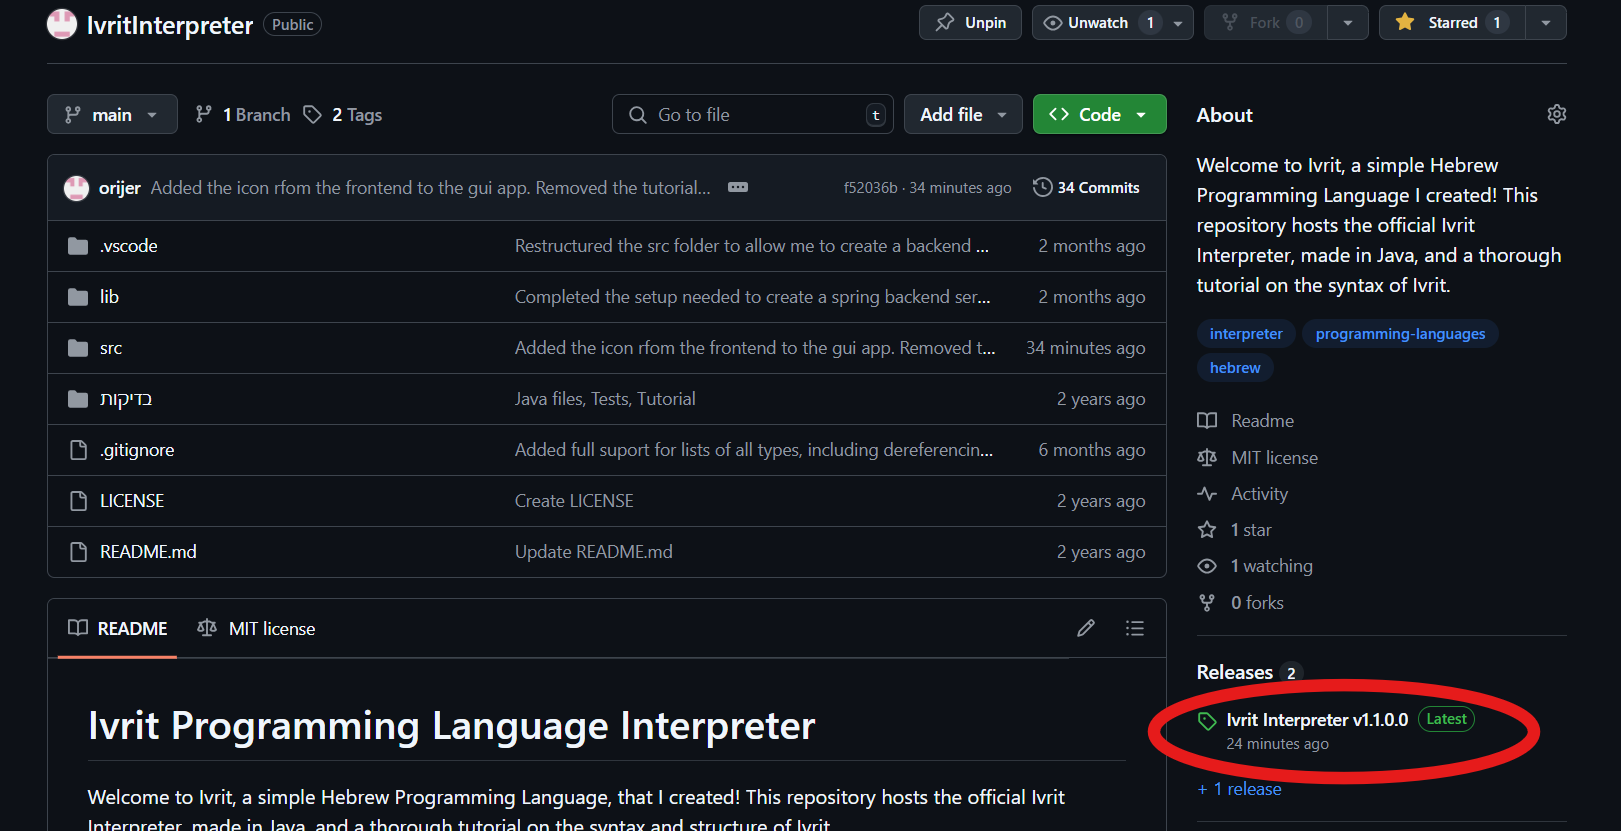 IvritInterpreter Public
Unpin Unwatch 1 Fork 0 Starred 1
main 1 Branch 2 Tags Go to file t Add file Code
orijer Added the icon rfom the frontend to the gui app. Removed the tutorial... f52036b · 34 minutes ago 34 Commits
.vscode Restructured the src folder to allow me to create a backend ... 2 months ago
lib Completed the setup needed to create a spring backend ser... 2 months ago
src Added the icon rfom the frontend to the gui app. Removed t... 34 minutes ago
בדיקות Java files, Tests, Tutorial 2 years ago
.gitignore Added full suport for lists of all types, including dereferencin... 6 months ago
LICENSE Create LICENSE 2 years ago
README.md Update README.md 2 years ago
README MIT license
Ivrit Programming Language Interpreter
Welcome to Ivrit, a simple Hebrew Programming Language, that I created! This repository hosts the official Ivrit
Interpreter, made in Java, and a thorough tutorial on the syntax and structure of Ivrit.
About
Welcome to Ivrit, a simple Hebrew
Programming Language I created! This
repository hosts the official Ivrit
Interpreter, made in Java, and a thorough
tutorial on the syntax of Ivrit.
interpreter programming-languages
hebrew
Readme
MIT license
Activity
1 star
1 watching
0 forks
Releases 2
Ivrit Interpreter v1.1.0.0 Latest
24 minutes ago
+ 1 release